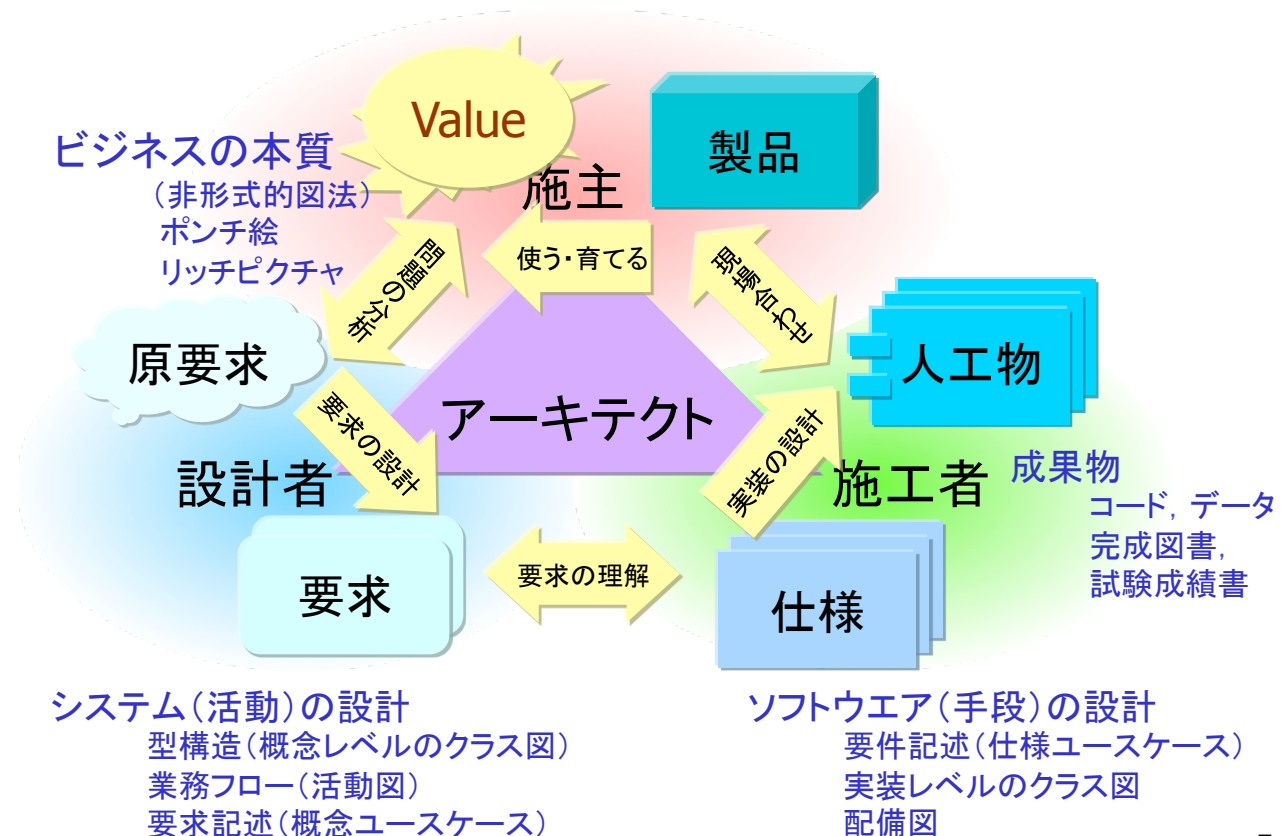 Value
製品
ビジネスの本質
(非形式的図法)
ポンチ絵
リッチピクチャ
施主
問題の分析
使う・育てる
現場合わせ
原要求
人工物
アーキテクト
要求の設計
実装の設計
設計者
施工者
成果物
コード, データ
完成図書,
試験成績書
要求
要求の理解
仕様
システム(活動)の設計
型構造(概念レベルのクラス図)
業務フロー(活動図)
要求記述(概念ユースケース)
ソフトウエア(手段)の設計
要件記述(仕様ユースケース)
実装レベルのクラス図
配備図